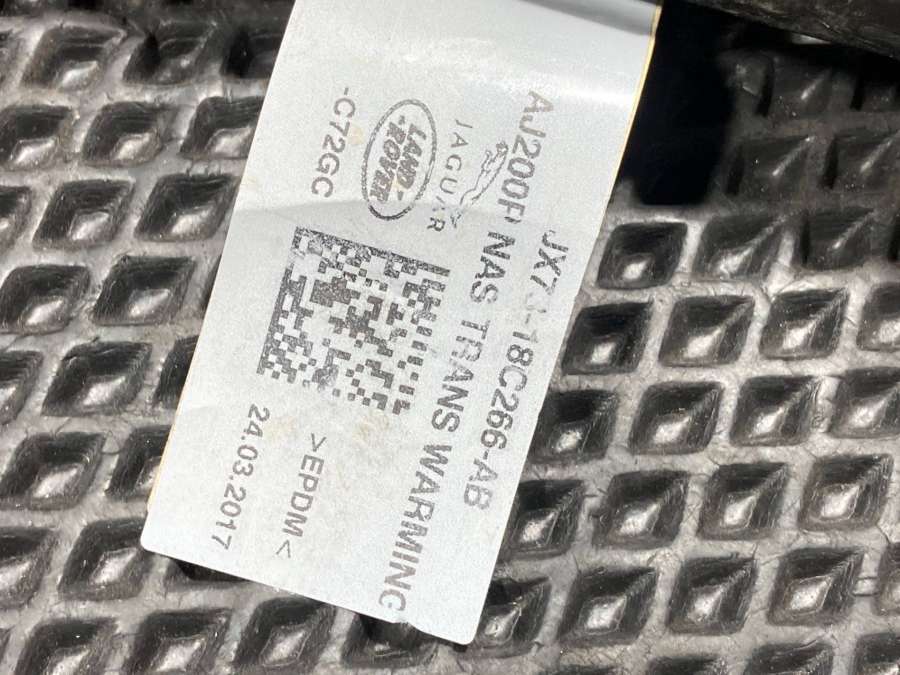 JX73-18C266-AB
AJ200P NAS TRANS WARMING
JAGUAR
LAND
ROVER
-C72GC
>EPDM<
24.03.2017